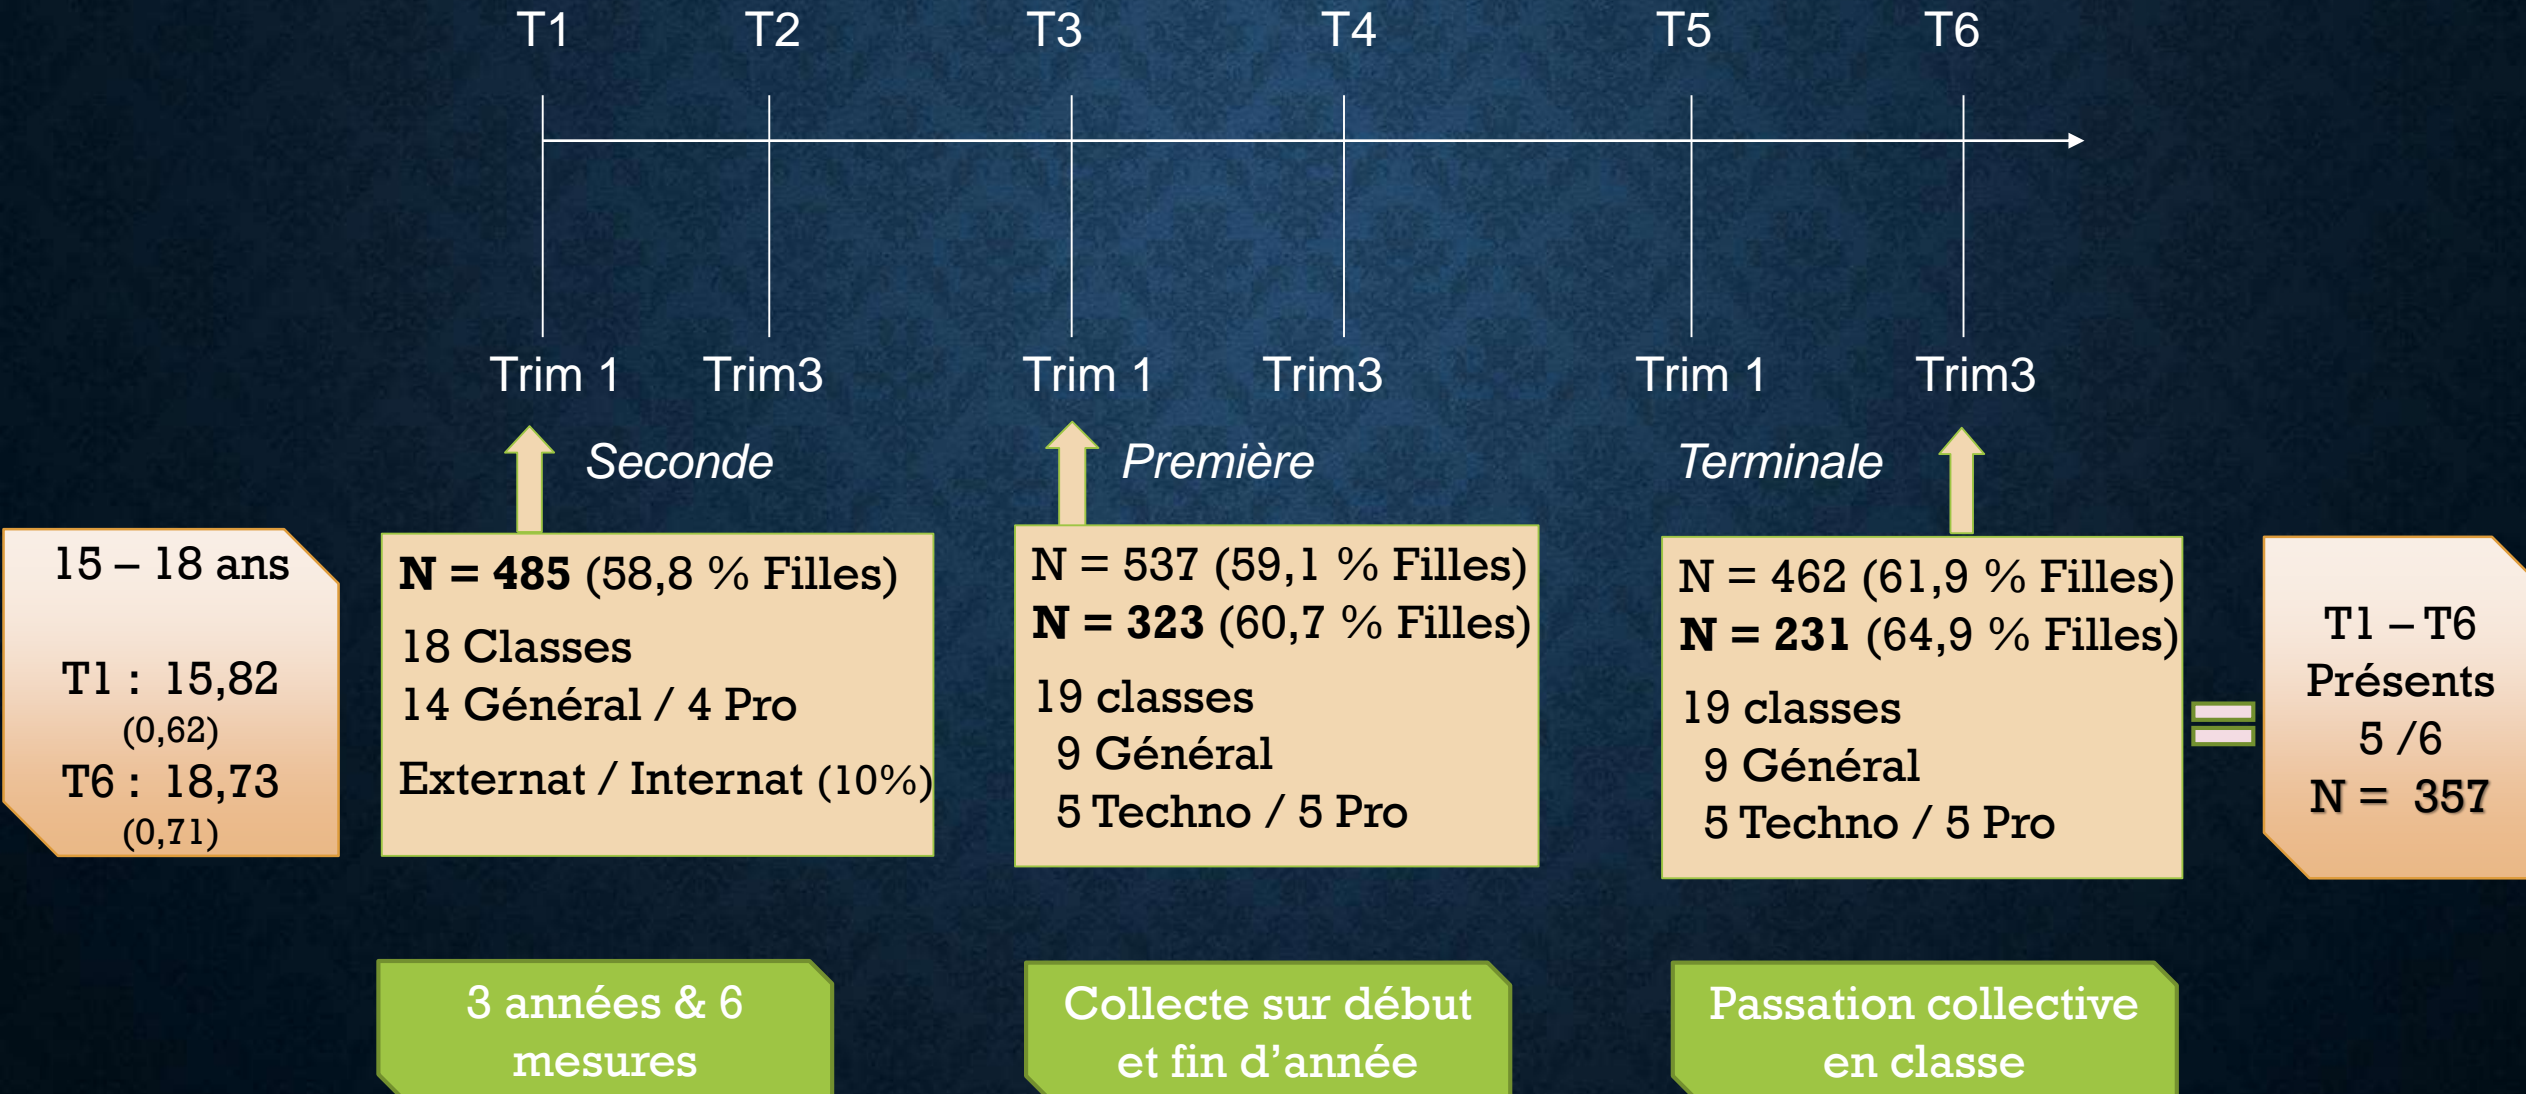 T1 T2 T3 T4 T5 T6
Trim 1 Trim3 Trim 1 Trim3 Trim 1 Trim3
Seconde Première Terminale
15 – 18 ans
T1 : 15,82
(0,62)
T6 : 18,73
(0,71)
N = 485 (58,8 % Filles)
18 Classes
14 Général / 4 Pro
Externat / Internat (10%)
N = 537 (59,1 % Filles)
N = 323 (60,7 % Filles)
19 classes
9 Général
5 Techno / 5 Pro
N = 462 (61,9 % Filles)
N = 231 (64,9 % Filles)
19 classes
9 Général
5 Techno / 5 Pro
T1 – T6
Présents
5 /6
N = 357
3 années & 6
mesures
Collecte sur début
et fin d’année
Passation collective
en classe